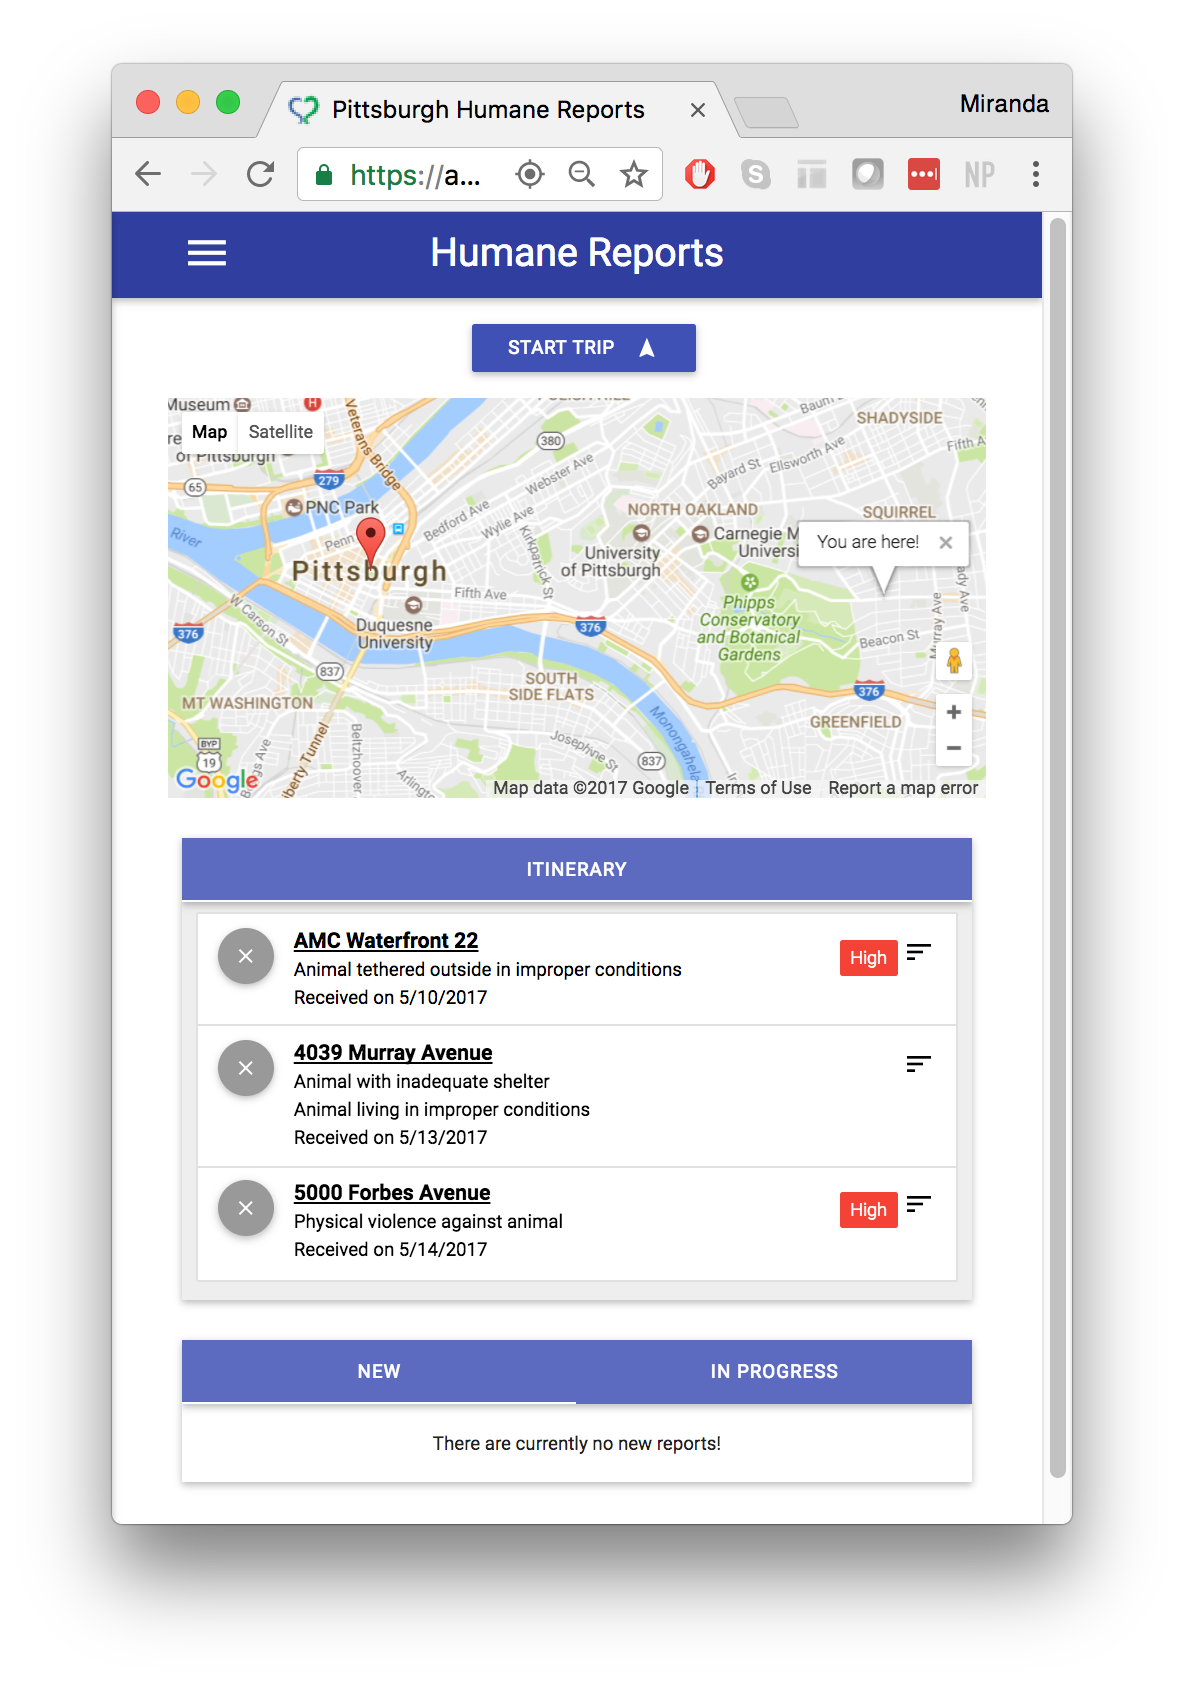 Pittsburgh Humane Reports
Miranda
https://a...
NP
Humane Reports
START TRIP
Museum
H
Veterans Bridge
380
Webster Ave
Bayard St
Ellsworth Ave
SHADYSIDE
Fifth A
Map Satellite
of Pittsburgh
279
65
PNC Park
Bedford Ave
Wylie Ave
NORTH OAKLAND
SQUIRREL
River
Penn
Kirkpatrick St
University
of Pittsburgh
Carnegie M
Universi
You are here!
Pittsburgh
Fifth Ave
Phipps
Conservatory
and Botanical
Gardens
Murray Ave
W Carson St
376
Duquesne
University
376
Beacon St
837
SOUTH
SIDE FLATS
376
MT WASHINGTON
GREENFIELD
Monongahela
BYP
19
Liberty Tunnel
Beltzhoover
Josephine St
837
Arlington
Google
Map data ©2017 Google Terms of Use Report a map error
ITINERARY
AMC Waterfront 22
Animal tethered outside in improper conditions
Received on 5/10/2017
High
4039 Murray Avenue
Animal with inadequate shelter
Animal living in improper conditions
Received on 5/13/2017
5000 Forbes Avenue
Physical violence against animal
Received on 5/14/2017
High
NEW IN PROGRESS
There are currently no new reports!